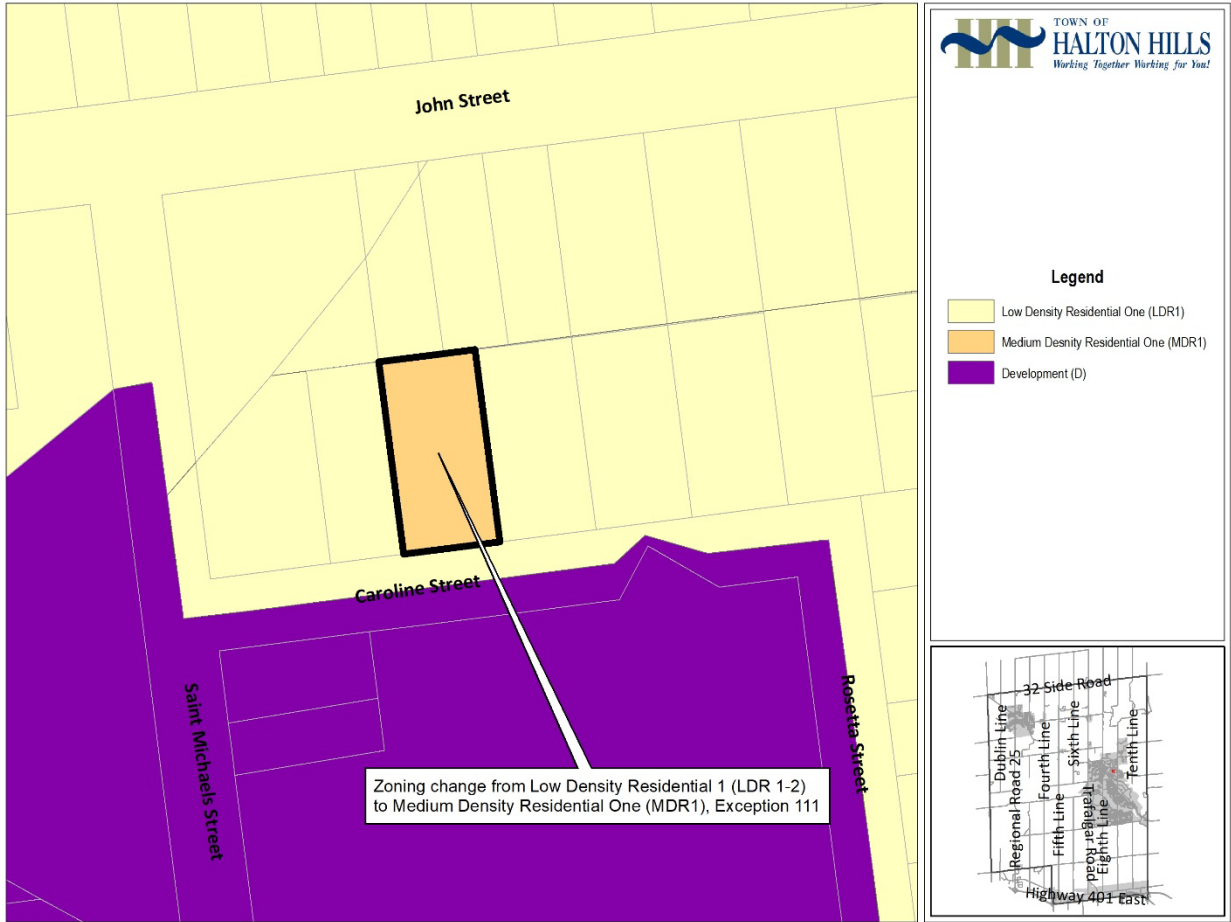 John Street
Caroline Street
Saint Michaels Street
Rosetta Street
Zoning change from Low Density Residential 1 (LDR 1-2)
to Medium Density Residential One (MDR1), Exception 111
TOWN OF
HALTON HILLS
Working Together Working for You!
Legend
Low Density Residential One (LDR1)
Medium Desnity Residential One (MDR1)
Development (D)
32 Side Road
Dublin Line
Regional Road 25
Fourth Line
Fifth Line
Sixth Line
Trafalgar Road
Eighth Line
Tenth Line
Highway 401 East